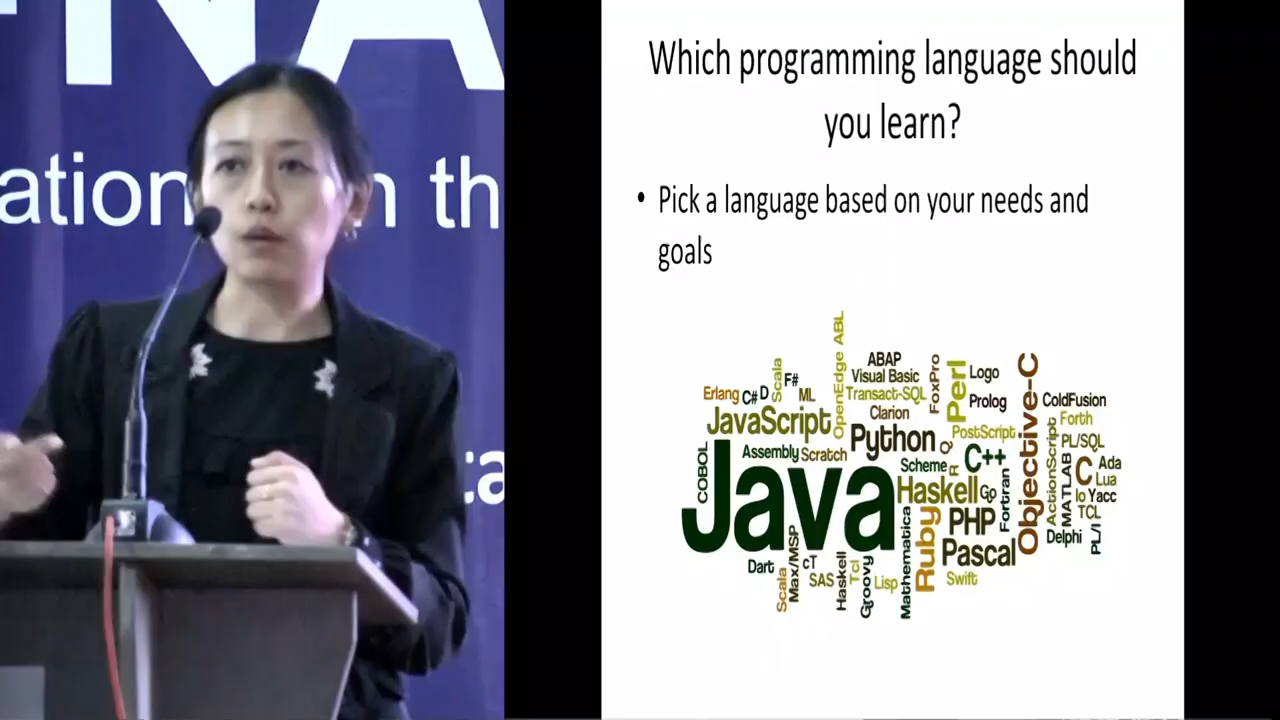 NA
ation
n th
ta
Which programming language should
you learn?
• Pick a language based on your needs and
goals
OpenEdge ABL
Scala
F#
ABAP
Visual Basic
FoxPro
Perl
Logo
Objective-C
Erlang
C#
D
ML
Transact-SQL
Prolog
ColdFusion
JavaScript
Clarion
Forth
Python
Q
PostScript
ActionScript
PL/SQL
COBOL
Assembly
Scratch
Scheme
R
C++
MATLAB
C
Ada
Lua
Java
Haskell
Go
Fortran
Io
Yacc
TCL
PHP
Ruby
Mathematica
Delphi
PL/I
Pascal
Max/MSP
Dart
Scala
cT
SAS
Haskell
Tcl
Groovy
Lisp
Swift